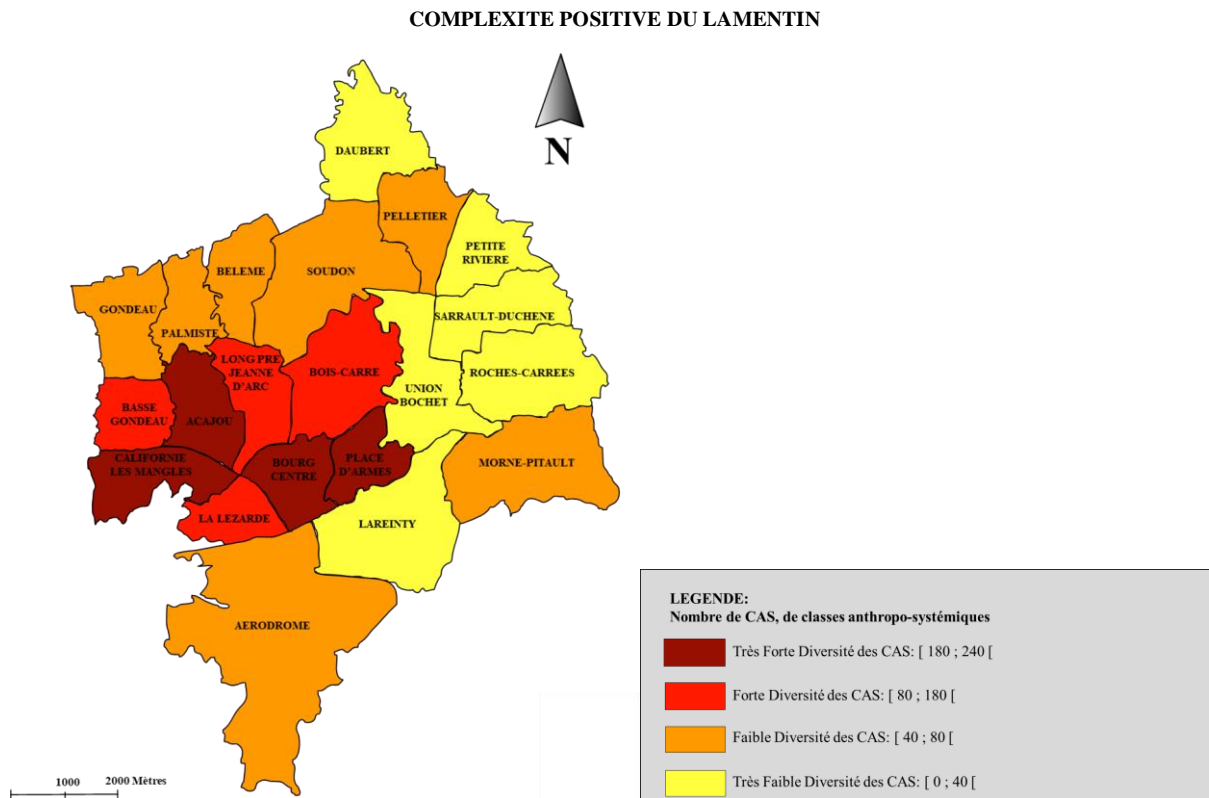 COMPLEXITE POSITIVE DU LAMENTIN
N
DAUBERT
PELLETIER
PETITE
RIVIERE
BELEME
SOUDON
GONDEAU
PALMISTE
SARRAULT-DUCHENE
LONG PRE
JEANNE
D'ARC
BOIS-CARRE
ROCHES-CARREES
UNION
BOCHET
BASSE
GONDEAU
ACAJOU
CALIFORNIE
LES MANGLES
BOURG
CENTRE
PLACE
D'ARMES
MORNE-PITAULT
LA LEZARDE
LAREINTY
AERODROME
1000 2000 Mètres
LEGENDE:
Nombre de CAS, de classes anthropo-systémiques
Très Forte Diversité des CAS: [ 180 ; 240 [
Forte Diversité des CAS: [ 80 ; 180 [
Faible Diversité des CAS: [ 40 ; 80 [
Très Faible Diversité des CAS: [ 0 ; 40 [